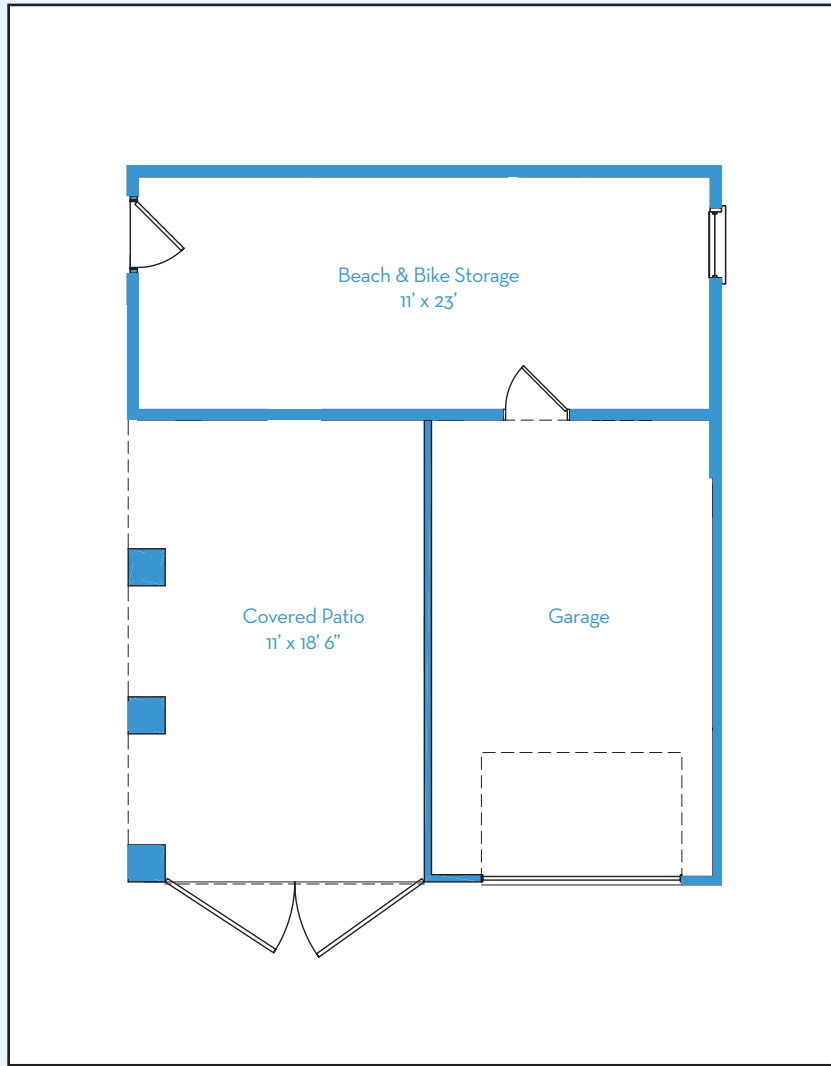 Beach & Bike Storage
11’ x 23’
Covered Patio
11’ x 18’ 6”
Garage